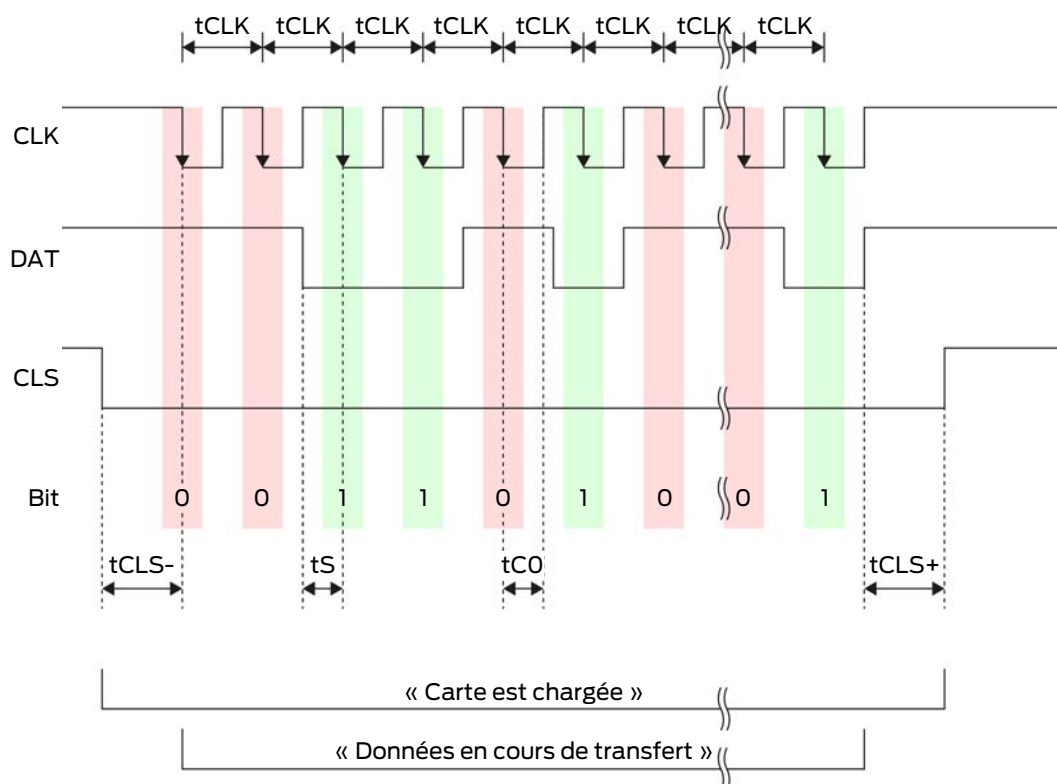 tCLK tCLK tCLK tCLK tCLK tCLK tCLK tCLK
CLK
DAT
CLS
Bit 0 0 1 1 0 1 0 0 1
tCLS- tS tC0 tCLS+
« Carte est chargée »
« Données en cours de transfert »